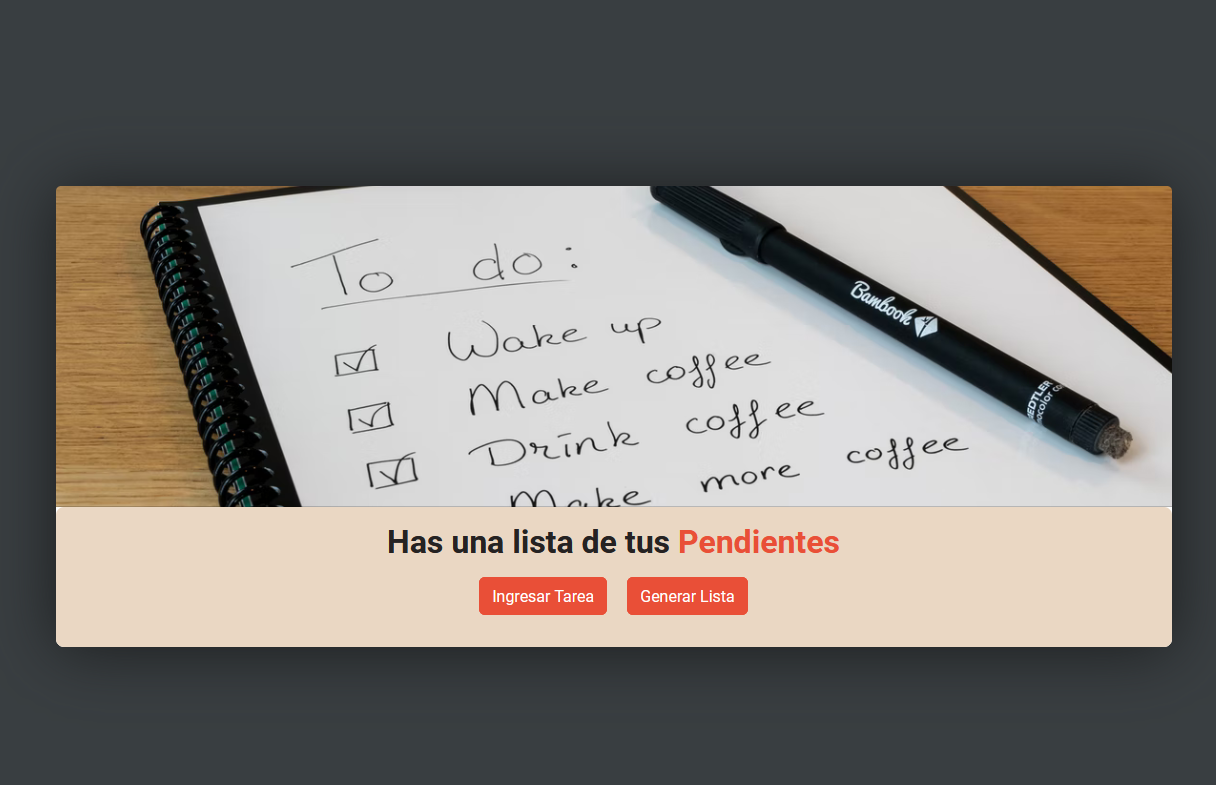 To do:
Wake up
Make coffee
Drink coffee
Make more coffee
Bambook
Has una lista de tus Pendientes
Ingresar Tarea
Generar Lista